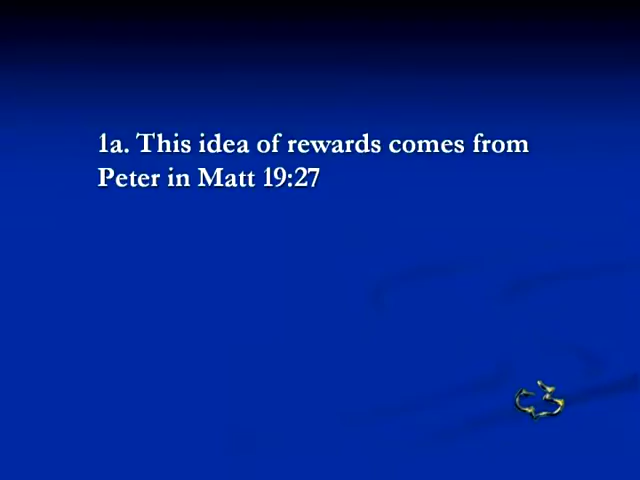 1a. This idea of rewards comes from
Peter in Matt 19:27